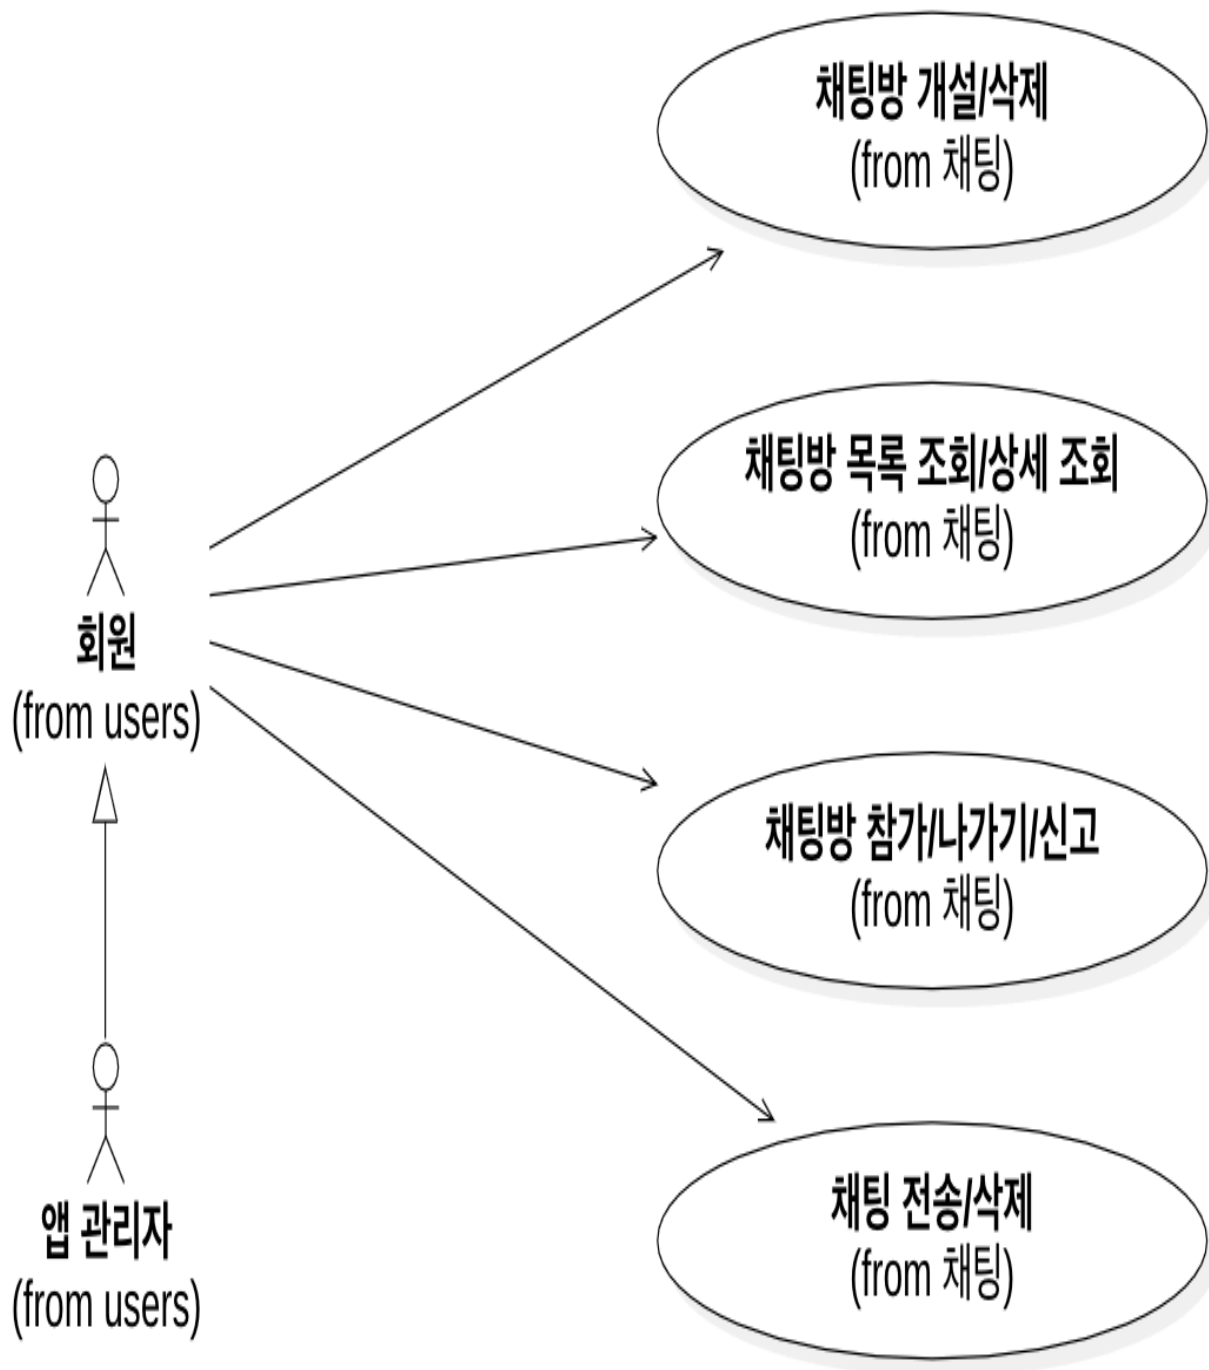 채팅방 개설/삭제
(from 채팅)
채팅방 목록 조회/상세 조회
(from 채팅)
회원
(from users)
채팅방 참가/나가기/신고
(from 채팅)
앱 관리자
(from users)
채팅 전송/삭제
(from 채팅)